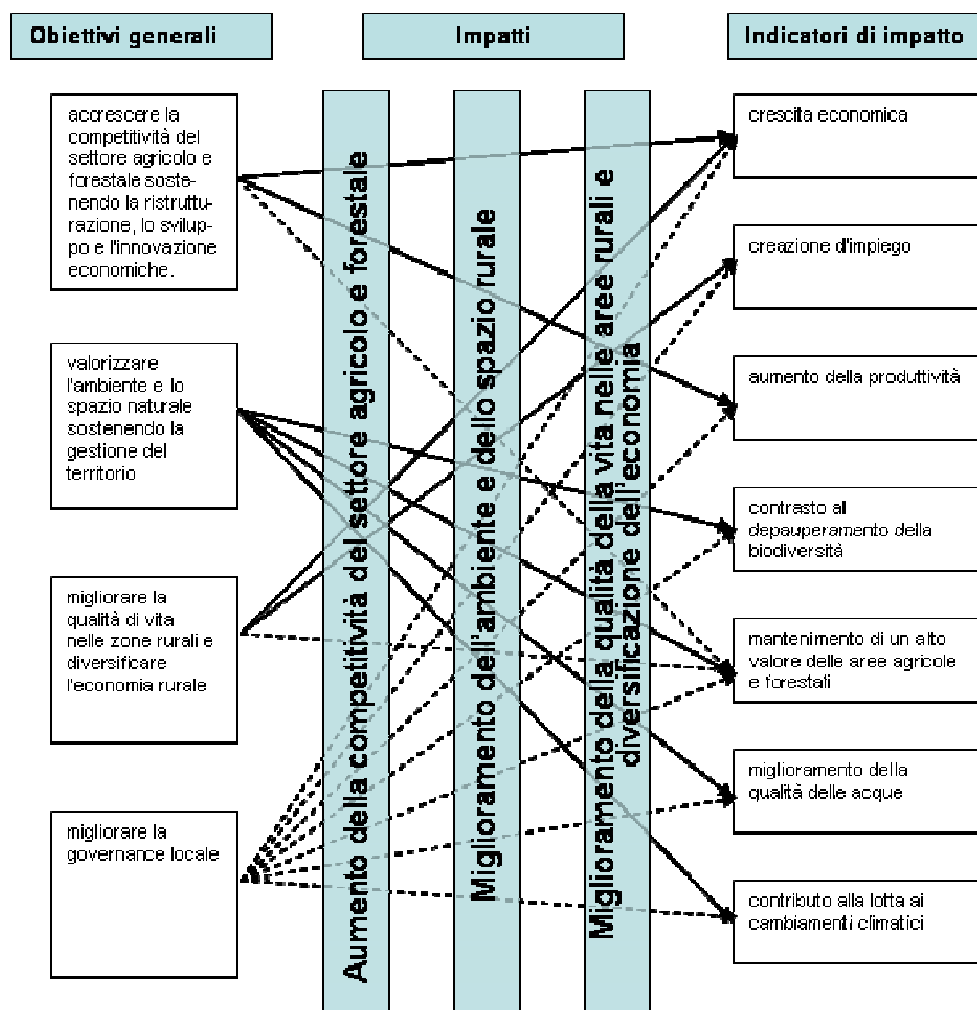 Obiettivi generali
Impatti
Indicatori di impatto
accrescere la
competitività del
settore agricolo e
forestale soste-
nendo la ristruttu-
razione, lo svilup-
po e l'innovazione
economiche.
valorizzare
l'ambiente e lo
spazio naturale
sostenendo la
gestione del
territorio
migliorare la
qualità di vita
nelle zone rurali e
diversificare
l'economia rurale
migliorare la
governance locale
Aumento della competitività del settore agricolo e forestale
Miglioramento dell'ambiente e dello spazio rurale
Miglioramento della qualità della vita nelle aree rurali e
diversificazione dell'economia
crescita economica
creazione d'impiego
aumento della produttività
contrasto al
depauperamento della
biodiversità
mantenimento di un alto
valore delle aree agricole
e forestali
miglioramento della
qualità delle acque
contributo alla lotta ai
cambiamenti climatici